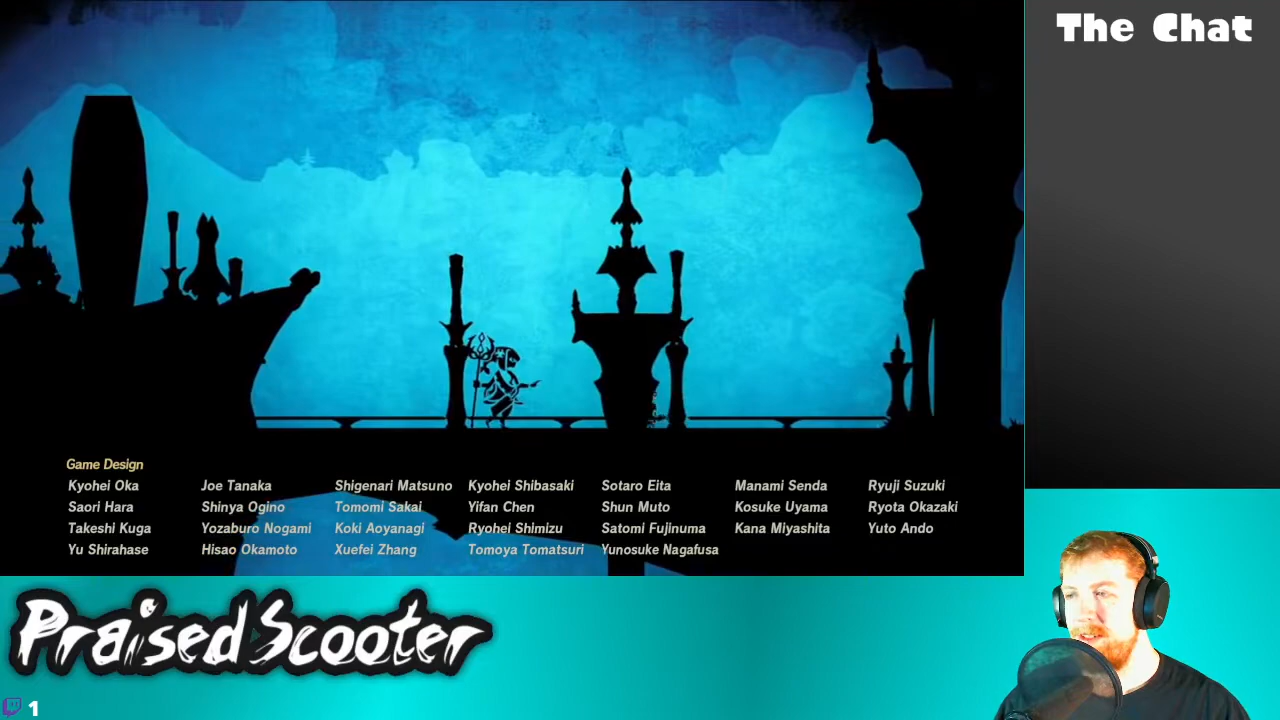 The Chat
Game Design
Kyohei Oka Joe Tanaka Shigenari Matsuno Kyohei Shibasaki Sotaro Eita Manami Senda Ryuji Suzuki
Saori Hara Shinya Ogino Tomomi Sakai Yifan Chen Shun Muto Kosuke Uyama Ryota Okazaki
Takeshi Kuga Yozaburo Nogami Koki Aoyanagi Ryohei Shimizu Satomi Fujinuma Kana Miyashita Yuto Ando
Yu Shirahase Hisao Okamoto Xuefei Zhang Tomoya Tomatsuri Yunosuke Nagafusa
Praised Scooter
1